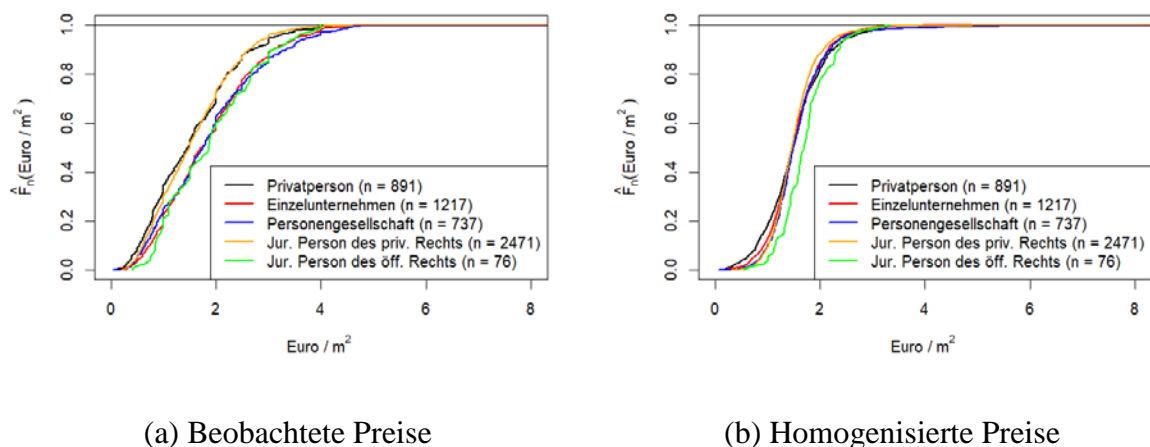 F̂n(Euro / m²)
1.0
0.8
0.6
0.4
0.2
0.0
Privatperson (n = 891)
Einzelunternehmen (n = 1217)
Personengesellschaft (n = 737)
Jur. Person des priv. Rechts (n = 2471)
Jur. Person des öff. Rechts (n = 76)
0 2 4 6 8
Euro / m²
(a) Beobachtete Preise
F̂n(Euro / m²)
1.0
0.8
0.6
0.4
0.2
0.0
Privatperson (n = 891)
Einzelunternehmen (n = 1217)
Personengesellschaft (n = 737)
Jur. Person des priv. Rechts (n = 2471)
Jur. Person des öff. Rechts (n = 76)
0 2 4 6 8
Euro / m²
(b) Homogenisierte Preise